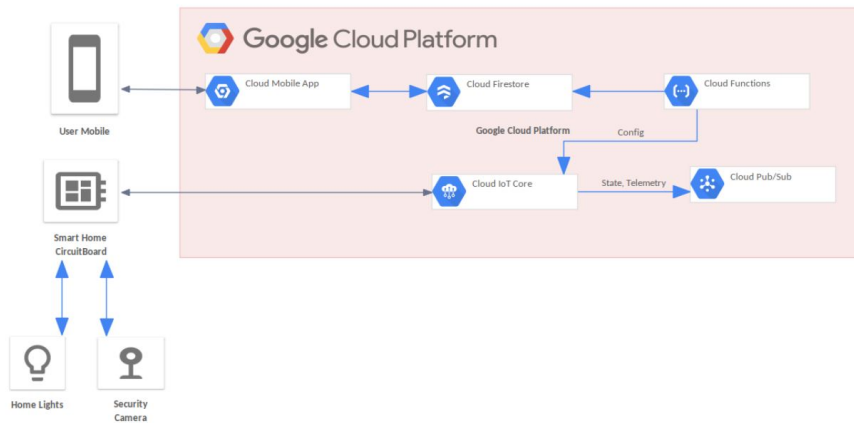 Google Cloud Platform
Cloud Mobile App
Cloud Firestore
Cloud Functions
User Mobile
Google Cloud Platform
Config
Cloud IoT Core
State, Telemetry
Cloud Pub/Sub
Smart Home
CircuitBoard
Home Lights
Security
Camera